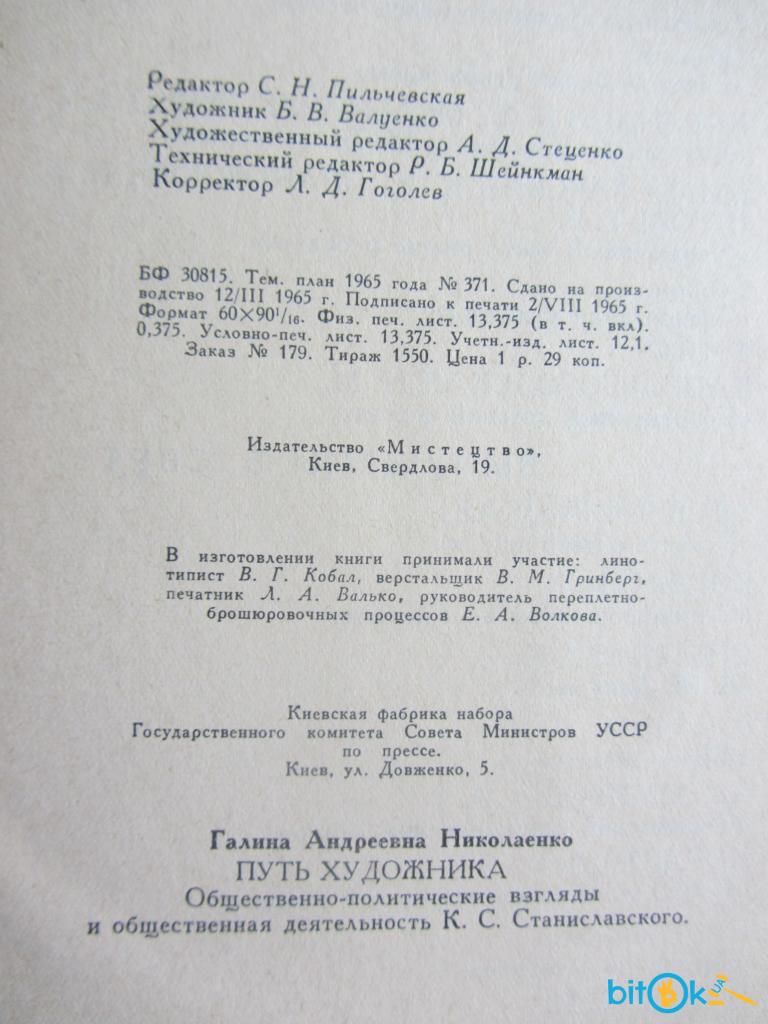 Редактор С. Н. Пильчевская
Художник Б. В. Валуенко
Художественный редактор А. Д. Стеценко
Технический редактор Р. Б. Шейнкман
Корректор Л. Д. Гоголев
БФ 30815. Тем. план 1965 года № 371. Сдано на произ-
водство 12/III 1965 г. Подписано к печати 2/VIII 1965 г.
Формат 60×90¹/₁₆. Физ. печ. лист. 13,375 (в т. ч. вкл).
0,375. Условно-печ. лист. 13,375. Учетн.-изд. лист. 12,1.
Заказ № 179. Тираж 1550. Цена 1 р. 29 коп.
Издательство «Мистецтво»,
Киев, Свердлова, 19.
В изготовлении книги принимали участие: лино-
типист В. Г. Кобал, верстальщик В. М. Гринберг,
печатник Л. А. Валько, руководитель переплетно-
брошюровочных процессов Е. А. Волкова.
Киевская фабрика набора
Государственного комитета Совета Министров УССР
по прессе.
Киев, ул. Довженко, 5.
Галина Андреевна Николаенко
ПУТЬ ХУДОЖНИКА
Общественно-политические взгляды
и общественная деятельность К. С. Станиславского.
bitOk UA